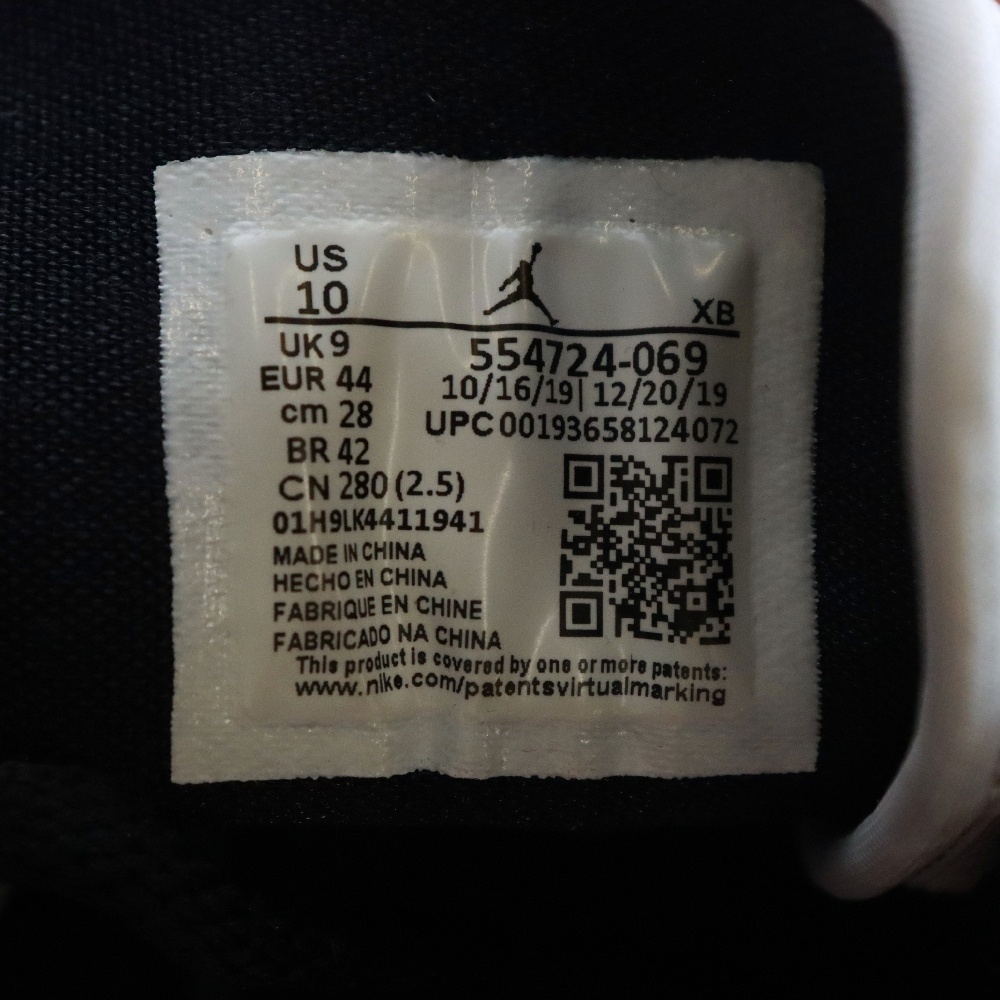 US
10
XB
UK 9
EUR 44
cm 28
BR 42
CN 280 (2.5)
554724-069
10/16/19| 12/20/19
UPC 00193658124072
01H9LK4411941
MADE IN CHINA
HECHO EN CHINA
FABRIQUE EN CHINE
FABRICADO NA CHINA
This product is covered by one or more patents:
www.nike.com/patentsvirtualmarking